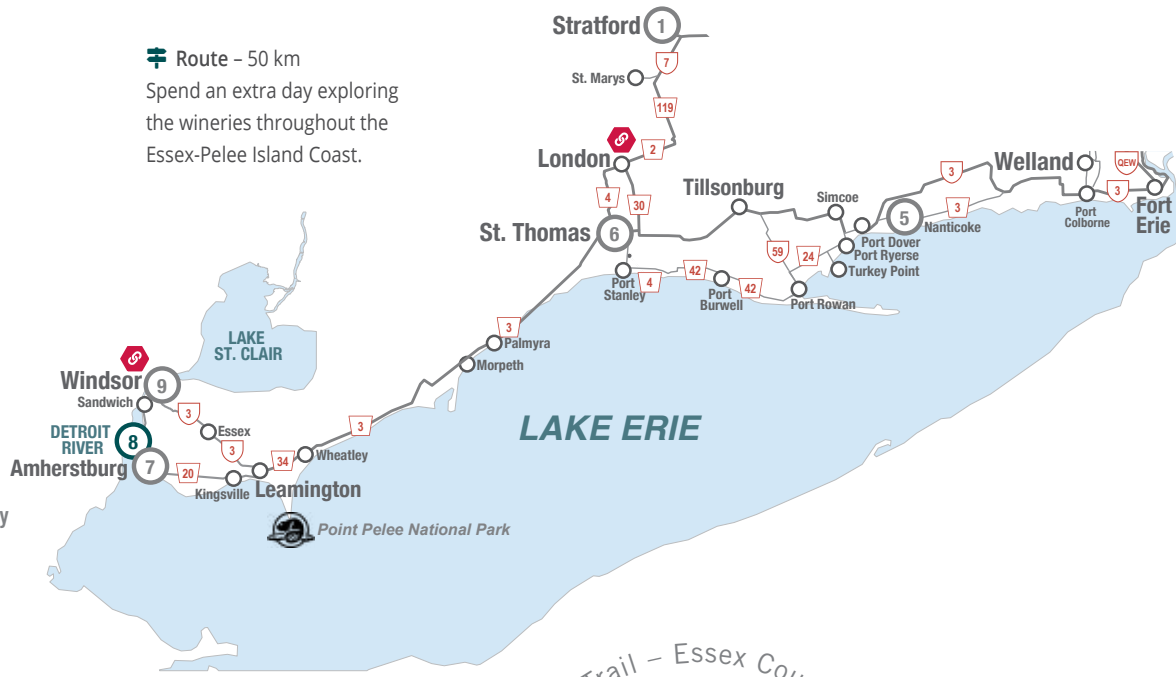 Stratford 1
Route – 50 km
Spend an extra day exploring
the wineries throughout the
Essex-Pelee Island Coast.
7
St. Marys
119
2
London
4
30
Tillsonburg
Simcoe
3
Welland
QEW
3
Fort
Erie
Port
Colborne
St. Thomas 6
5
3
Nanticoke
Port Dover
Port Ryerse
59
24
Turkey Point
Port
Stanley
4
42
Port
Burwell
42
Port Rowan
LAKE
ST. CLAIR
3
Palmyra
Morpeth
Windsor 9
Sandwich
3
Essex
3
DETROIT
RIVER
8
Amherstburg 7
20
Kingsville
Leamington
34
Wheatley
3
LAKE ERIE
Point Pelee National Park
y
Trail – Essex Cou